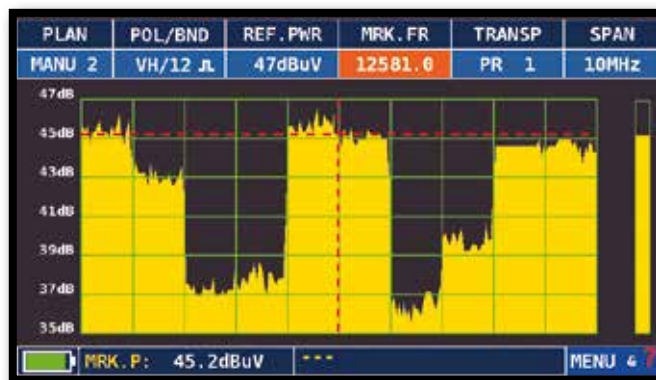 PLAN POL/BND REF.PWR MRK.FR TRANSP SPAN
MANU 2 VH/12 47dBuV 12581.0 PR 1 10MHz
47dB
45dB
43dB
41dB
39dB
37dB
35dB
MRK.P: 45.2dBuV --- MENU 6 ?